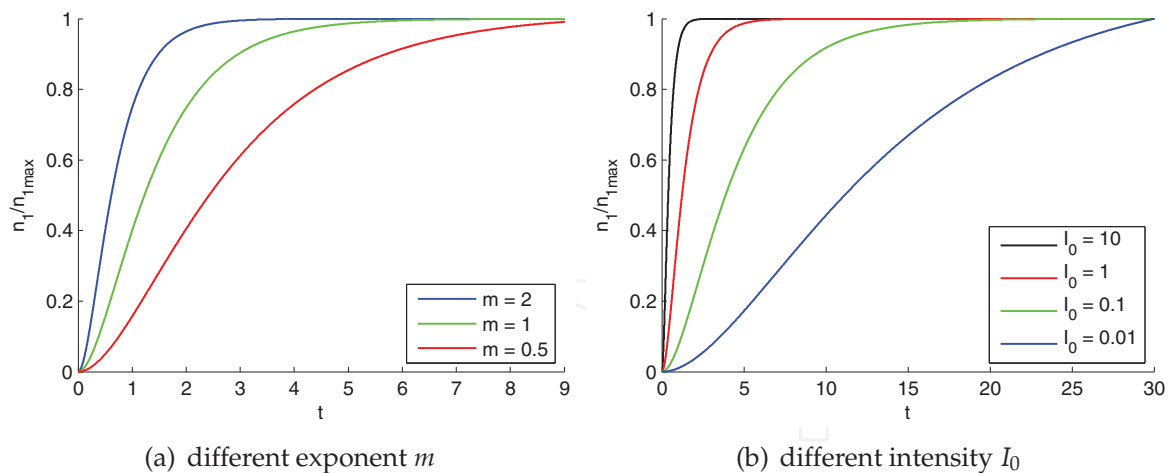 1
0.8
0.6
0.4
0.2
0
n1/n1max
0 1 2 3 4 5 6 7 8 9
t
m = 2
m = 1
m = 0.5
(a) different exponent m
1
0.8
0.6
0.4
0.2
0
n1/n1max
0 5 10 15 20 25 30
t
I0 = 10
I0 = 1
I0 = 0.1
I0 = 0.01
(b) different intensity I0